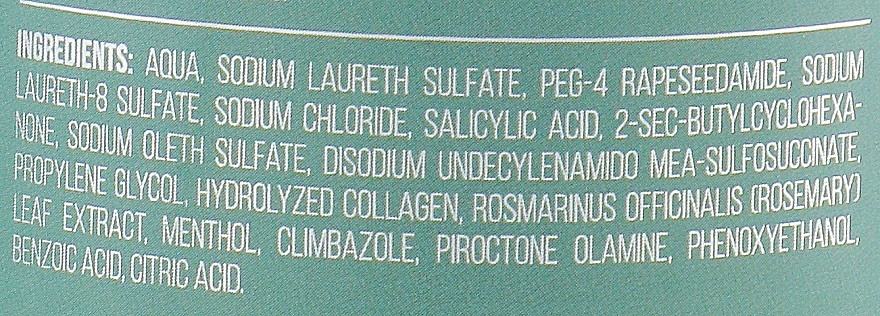 INGREDIENTS: AQUA, SODIUM LAURETH SULFATE, PEG-4 RAPESEEDAMIDE, SODIUM
LAURETH-8 SULFATE, SODIUM CHLORIDE, SALICYLIC ACID, 2-SEC-BUTYLCYCLOHEXA-
NONE, SODIUM OLETH SULFATE, DISODIUM UNDECYLENAMIDO MEA-SULFOSUCCINATE,
PROPYLENE GLYCOL, HYDROLYZED COLLAGEN, ROSMARINUS OFFICINALIS (ROSEMARY)
LEAF EXTRACT, MENTHOL, CLIMBAZOLE, PIROCTONE OLAMINE, PHENOXYETHANOL,
BENZOIC ACID, CITRIC ACID.